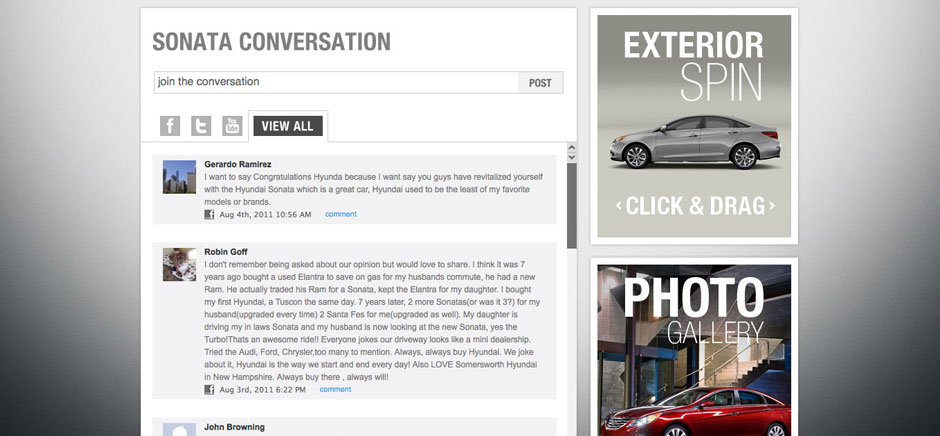 SONATA CONVERSATION
join the conversation
POST
f
t
You
Tube
VIEW ALL
Gerardo Ramirez
I want to say Congratulations Hyunda because I want say you guys have revitalized yourself
with the Hyundai Sonata which is a great car, Hyundai used to be the least of my favorite
models or brands.
Aug 4th, 2011 10:56 AM comment
Robin Goff
I don't remember being asked about our opinion but would love to share. I think it was 7
years ago bought a used Elantra to save on gas for my husbands commute, he had a new
Ram. He actually traded his Ram for a Sonata, kept the Elantra for my daughter. I bought
my first Hyundai, a Tuscon the same day. 7 years later, 2 more Sonatas(or was it 3?) for my
husband(upgraded every time) 2 Santa Fes for me(upgraded as well). My daughter is
driving my in laws Sonata and my husband is now looking at the new Sonata, yes the
Turbo!Thats an awesome ride!! Everyone jokes our driveway looks like a mini dealership.
Tried the Audi, Ford, Chrysler,too many to mention. Always, always buy Hyundai. We joke
about it, Hyundai is the way we start and end every day! Also LOVE Somersworth Hyundai
in New Hampshire. Always buy there , always will!
Aug 3rd, 2011 6:22 PM comment
John Browning
EXTERIOR
SPIN
‹ CLICK & DRAG ›
PHOTO
GALLERY